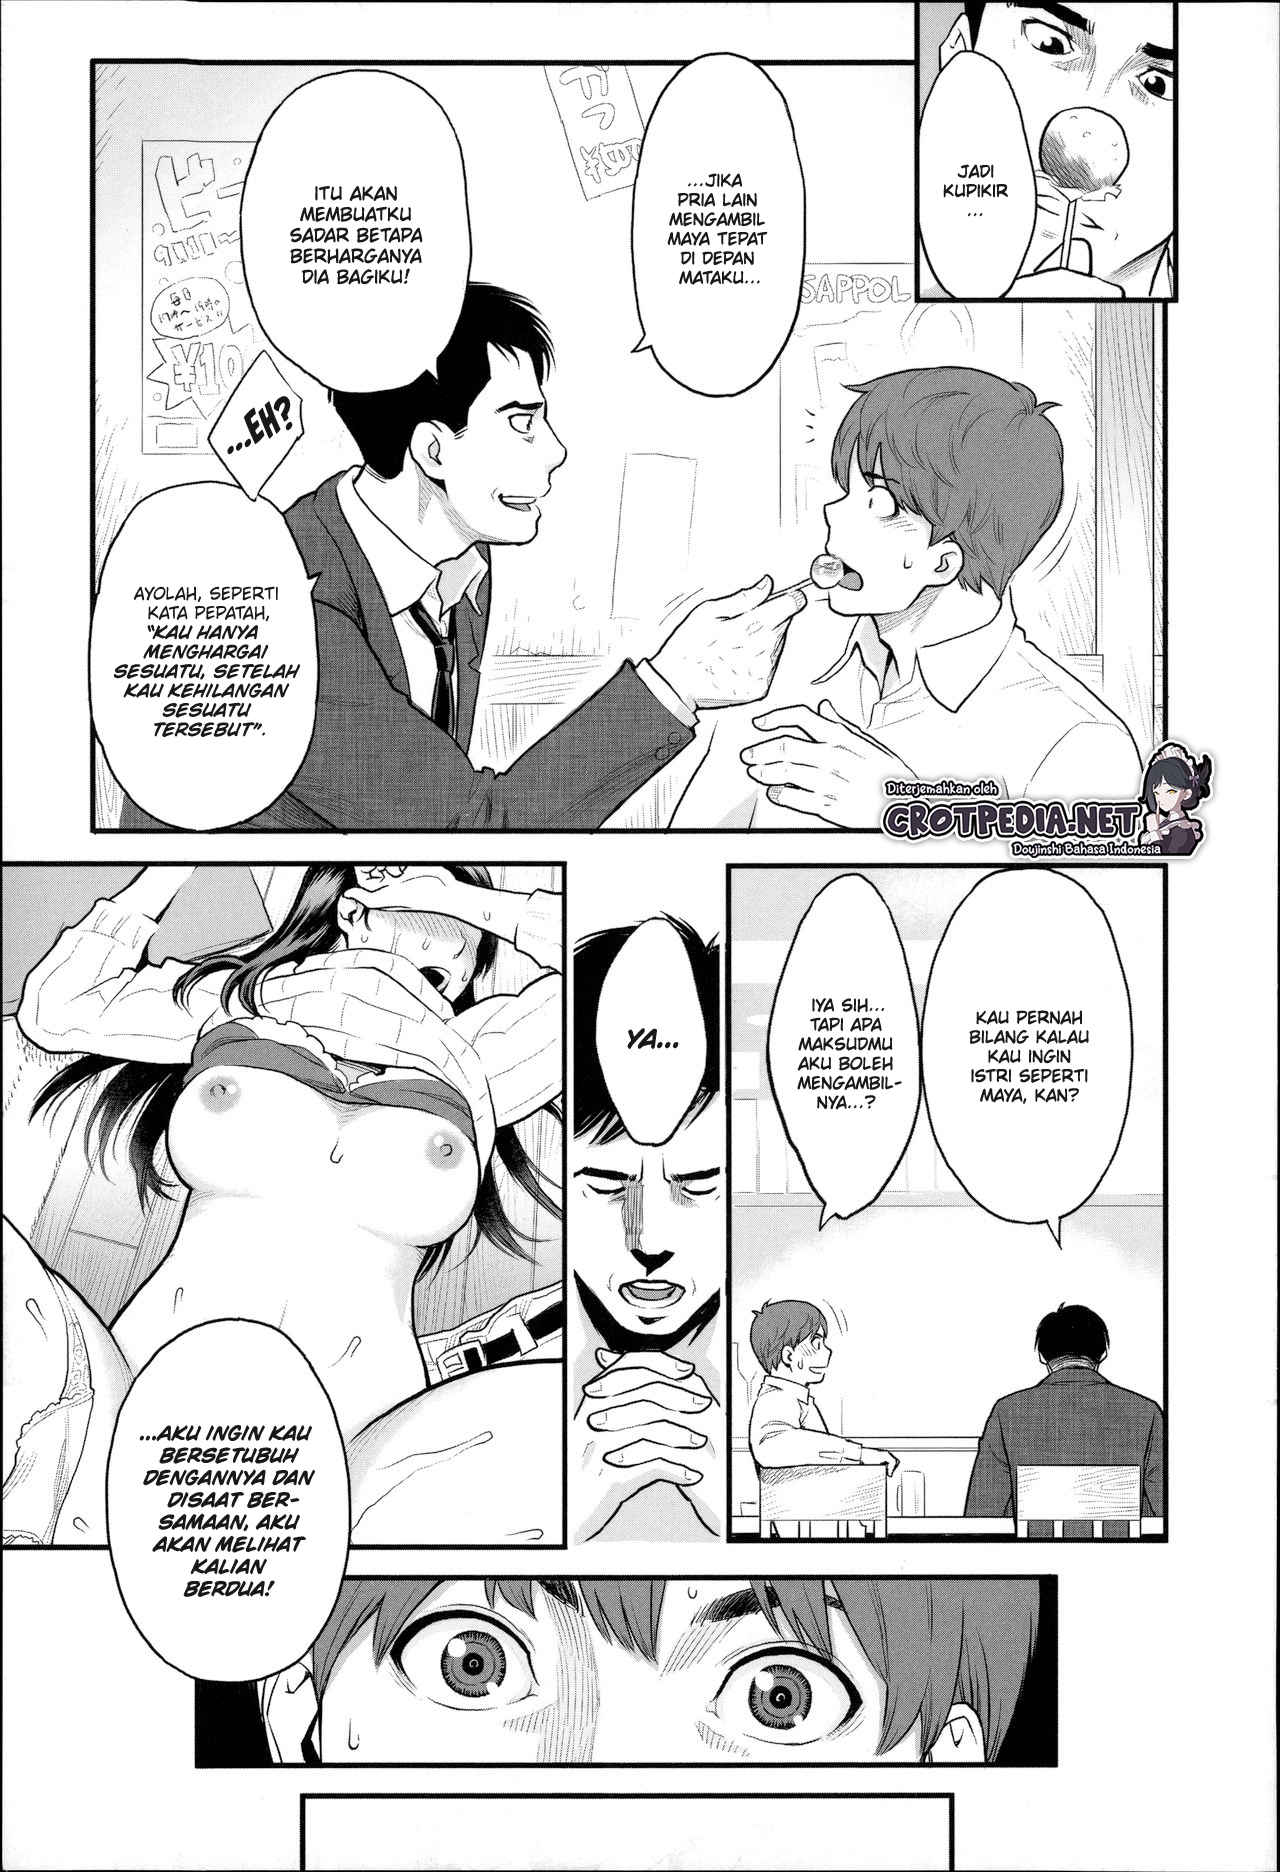 JADI
KUPIKIR
...
...JIKA
PRIA LAIN
MENGAMBIL
MAYA TEPAT
DI DEPAN
MATAKU...
ITU AKAN
MEMBUATKU
SADAR BETAPA
BERHARGANYA
DIA BAGIKU!
...EH?
AYOLAH, SEPERTI
KATA PEPATAH,
"KAU HANYA
MENGHARGAI
SESUATU, SETELAH
KAU KEHILANGAN
SESUATU
TERSEBUT".
SAPPOL
¥10
Diterjemahkan oleh
CROTPEDIA.NET
Doujinshi Bahasa Indonesia
KAU PERNAH
BILANG KALAU
KAU INGIN
ISTRI SEPERTI
MAYA, KAN?
IYA SIH...
TAPI APA
MAKSUDMU
AKU BOLEH
MENGAMBIL-
NYA...?
YA...
...AKU INGIN KAU
BERSETUBUH
DENGANNYA DAN
DISAAT BER-
SAMAAN, AKU
AKAN MELIHAT
KALIAN
BERDUA!